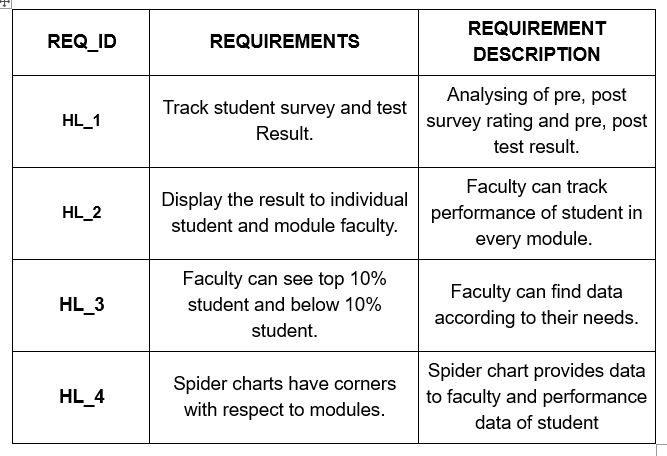 REQ_ID
REQUIREMENTS
REQUIREMENT
DESCRIPTION
HL_1
Track student survey and test
Result.
Analysing of pre, post
survey rating and pre, post
test result.
HL_2
Display the result to individual
student and module faculty.
Faculty can track
performance of student in
every module.
HL_3
Faculty can see top 10%
student and below 10%
student.
Faculty can find data
according to their needs.
HL_4
Spider charts have corners
with respect to modules.
Spider chart provides data
to faculty and performance
data of student